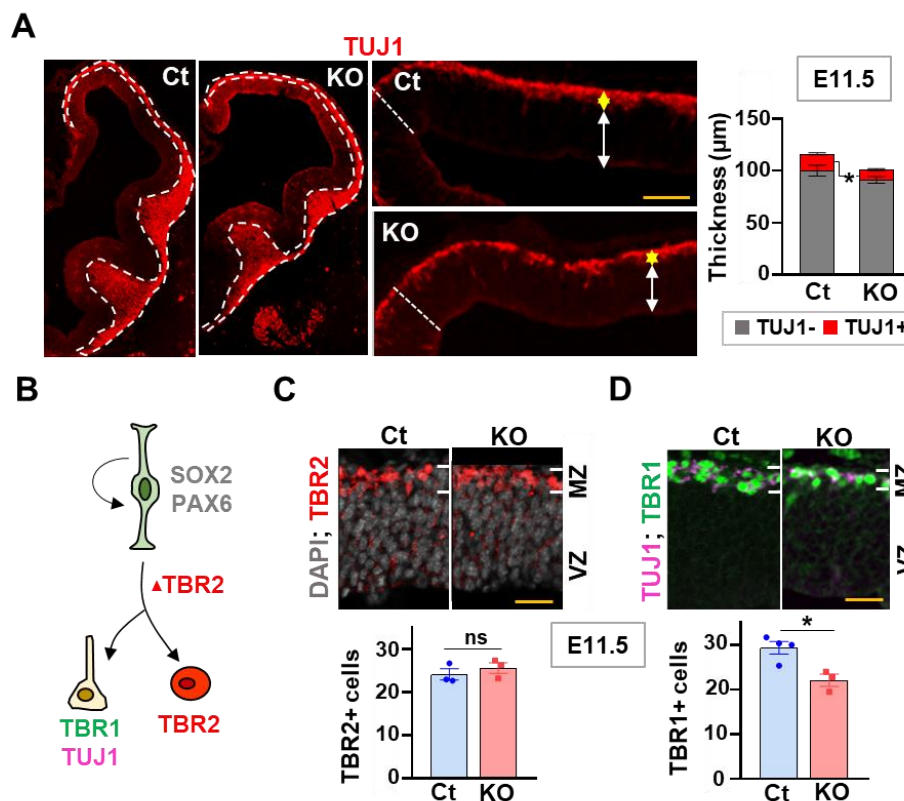 A
TUJ1
Ct
KO
Ct
KO
E11.5
Thickness (µm)
150
100
50
0
*
Ct
KO
TUJ1- TUJ1+
B
SOX2
PAX6
▲TBR2
TBR1
TUJ1
TBR2
C
Ct KO
DAPI; TBR2
MZ
VZ
E11.5
TBR2+ cells
30
20
10
0
ns
Ct KO
D
Ct KO
TUJ1; TBR1
MZ
VZ
TBR1+ cells
30
20
10
0
*
Ct KO